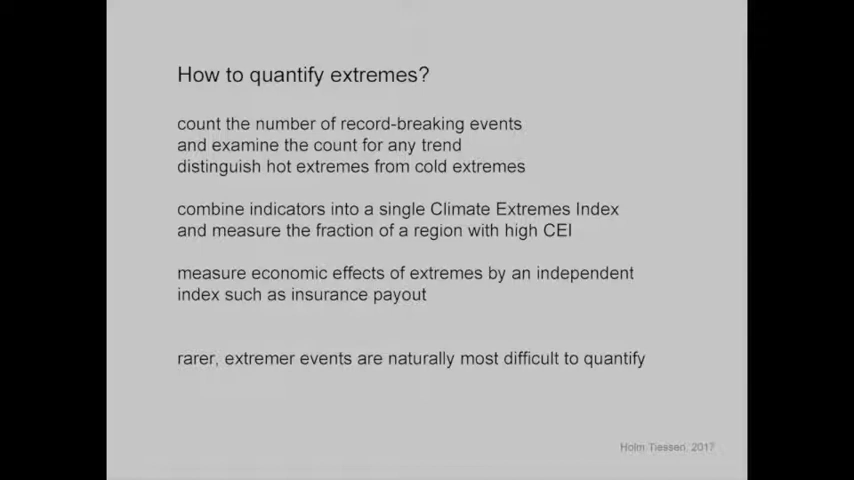 How to quantify extremes?
count the number of record-breaking events
and examine the count for any trend
distinguish hot extremes from cold extremes
combine indicators into a single Climate Extremes Index
and measure the fraction of a region with high CEI
measure economic effects of extremes by an independent
index such as insurance payout
rarer, extremer events are naturally most difficult to quantify
Holm Tiessen, 2017